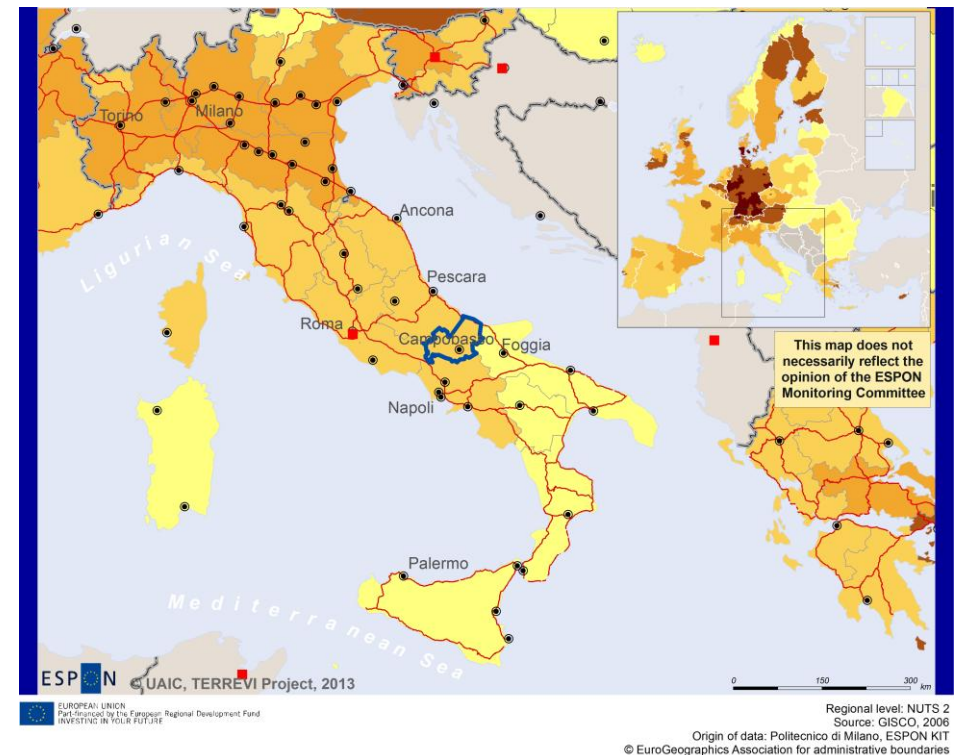 Torino
Milano
Ancona
Ligurian Sea
Pescara
Roma
Campobasso
Foggia
Napoli
This map does not
necessarily reflect the
opinion of the ESPON
Monitoring Committee
Palermo
Mediterranean Sea
ESPON
© UAIC, TERREVI Project, 2013
0 150 300
km
EUROPEAN UNION
Part-financed by the European Regional Development Fund
INVESTING IN YOUR FUTURE
Regional level: NUTS 2
Source: GISCO, 2006
Origin of data: Politecnico di Milano, ESPON KIT
© EuroGeographics Association for administrative boundaries